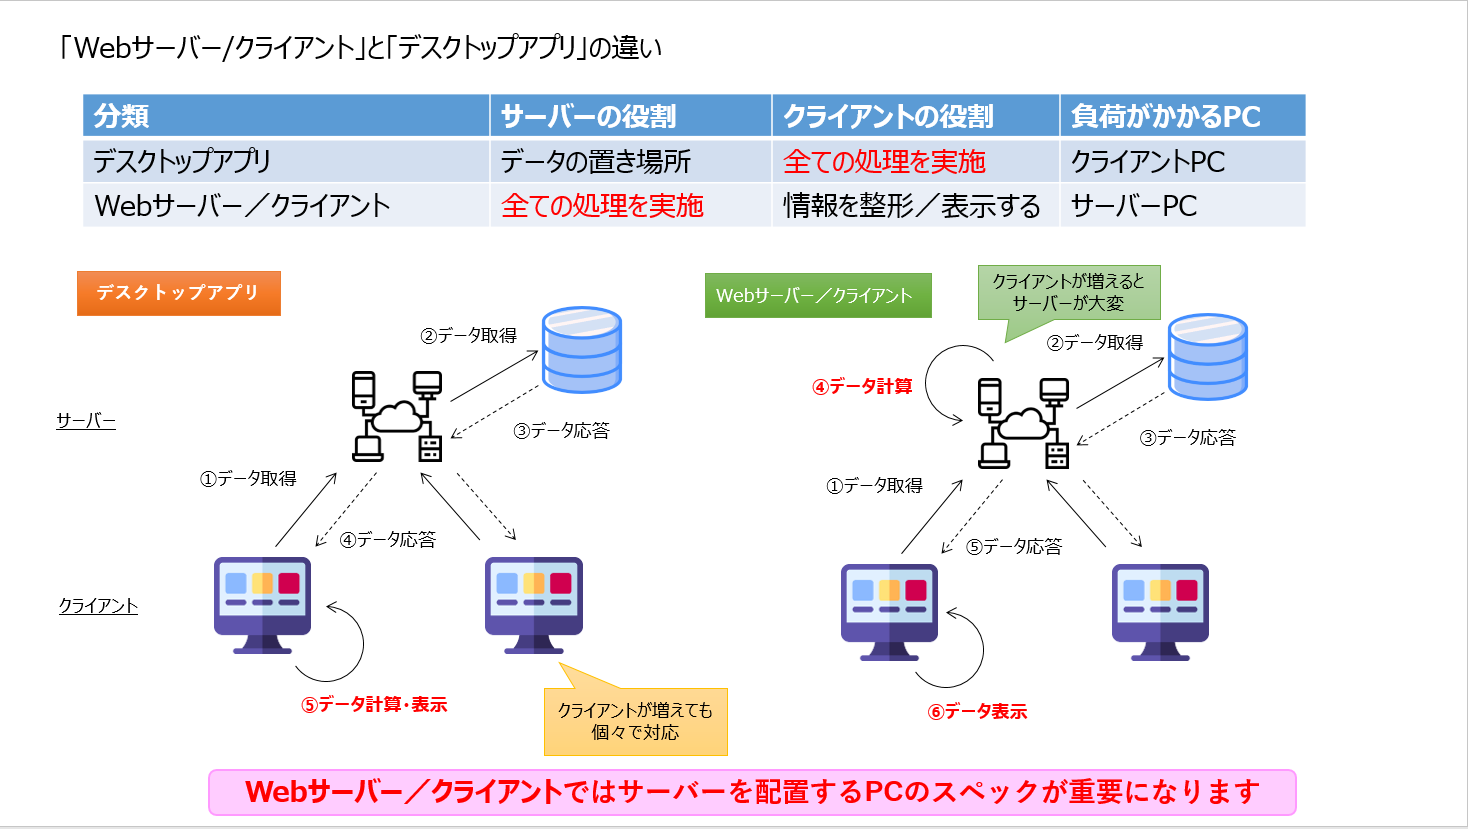 「Webサーバー/クライアント」と「デスクトップアプリ」の違い
分類 サーバーの役割 クライアントの役割 負荷がかかるPC
デスクトップアプリ データの置き場所 全ての処理を実施 クライアントPC
Webサーバー／クライアント 全ての処理を実施 情報を整形／表示する サーバーPC
デスクトップアプリ
②データ取得
サーバー
③データ応答
①データ取得
④データ応答
クライアント
⑤データ計算・表示
クライアントが増えても
個々で対応
Webサーバー／クライアント
クライアントが増えると
サーバーが大変
②データ取得
④データ計算
③データ応答
①データ取得
⑤データ応答
⑥データ表示
Webサーバー／クライアントではサーバーを配置するPCのスペックが重要になります